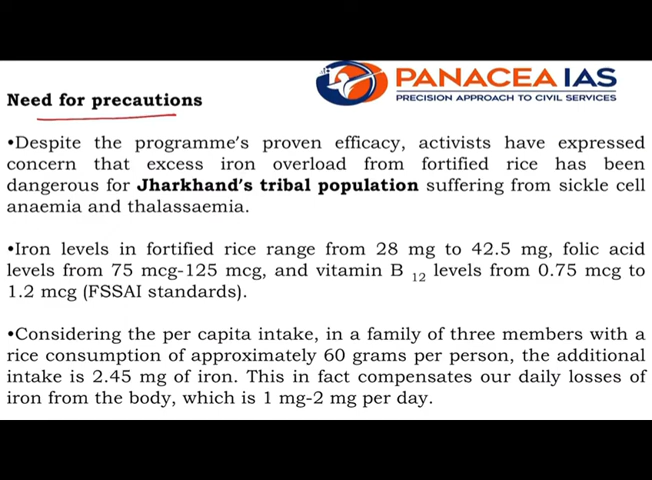 PANACEA IAS
PRECISION APPROACH TO CIVIL SERVICES
Need for precautions
•Despite the programme's proven efficacy, activists have expressed
concern that excess iron overload from fortified rice has been
dangerous for Jharkhand's tribal population suffering from sickle cell
anaemia and thalassaemia.
•Iron levels in fortified rice range from 28 mg to 42.5 mg, folic acid
levels from 75 mcg-125 mcg, and vitamin B 12 levels from 0.75 mcg to
1.2 mcg (FSSAI standards).
•Considering the per capita intake, in a family of three members with a
rice consumption of approximately 60 grams per person, the additional
intake is 2.45 mg of iron. This in fact compensates our daily losses of
iron from the body, which is 1 mg-2 mg per day.